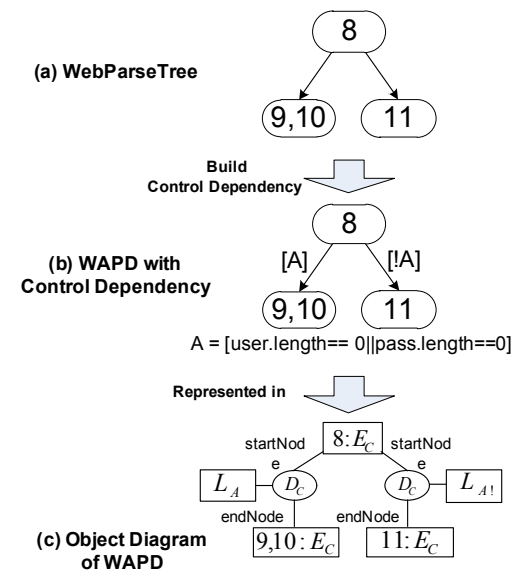 8
(a) WebParseTree
9,10 11
Build
Control Dependency
8
(b) WAPD with
Control Dependency
[A] [!A]
9,10 11
A = [user.length== 0||pass.length==0]
Represented in
startNod 8: E_C startNod
e e
L_A D_C D_C L_A!
endNode endNode
(c) Object Diagram
of WAPD
9,10 : E_C 11: E_C